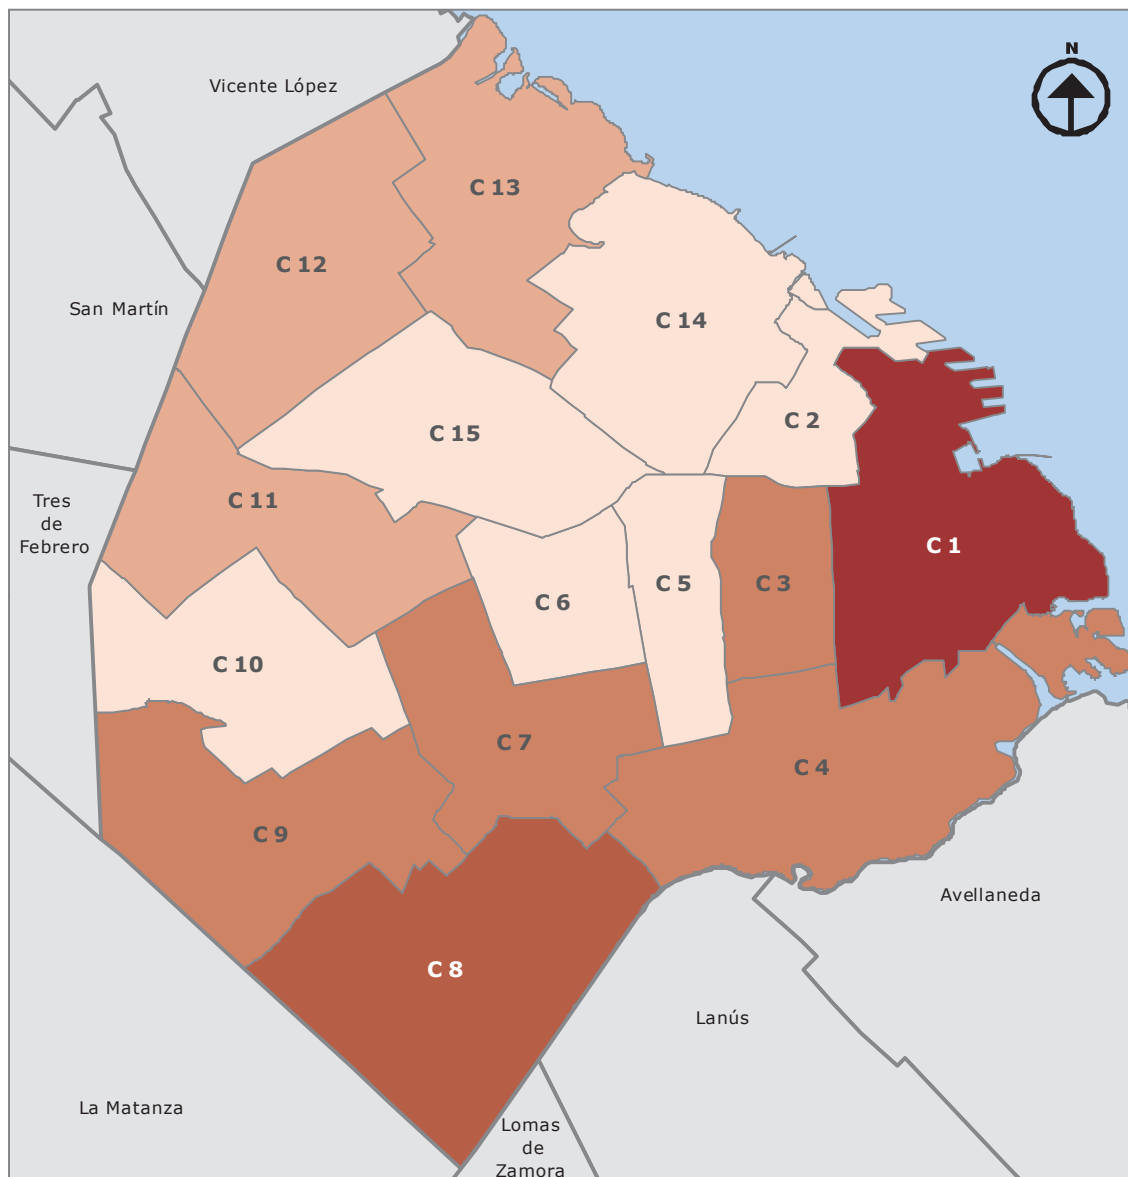 N
Vicente López
C 13
C 12
San Martín
C 14
C 2
C 15
C 11
Tres
de
Febrero
C 1
C 5
C 3
C 6
C 10
C 7
C 4
C 9
Avellaneda
C 8
Lanús
La Matanza
Lomas
de
Zamora